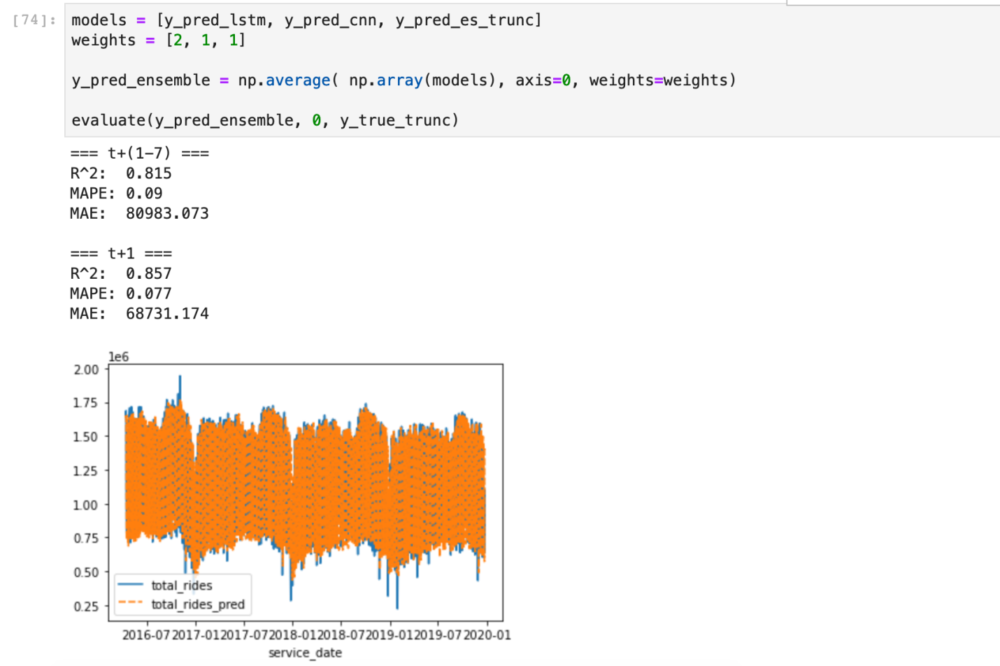 [74]:
models = [y_pred_lstm, y_pred_cnn, y_pred_es_trunc]
weights = [2, 1, 1]
y_pred_ensemble = np.average( np.array(models), axis=0, weights=weights)
evaluate(y_pred_ensemble, 0, y_true_trunc)
=== t+(1-7) ===
R^2:  0.815
MAPE: 0.09
MAE:  80983.073
=== t+1 ===
R^2:  0.857
MAPE: 0.077
MAE:  68731.174
1e6
2.00
1.75
1.50
1.25
1.00
0.75
0.50
0.25
total_rides
total_rides_pred
2016-07 2017-01 2017-07 2018-01 2018-07 2019-01 2019-07 2020-01
service_date